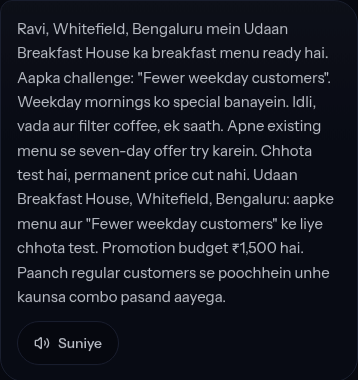 Ravi, Whitefield, Bengaluru mein Udaan
Breakfast House ka breakfast menu ready hai.
Aapka challenge: "Fewer weekday customers".
Weekday mornings ko special banayein. Idli,
vada aur filter coffee, ek saath. Apne existing
menu se seven-day offer try karein. Chhota
test hai, permanent price cut nahi. Udaan
Breakfast House, Whitefield, Bengaluru: aapke
menu aur "Fewer weekday customers" ke liye
chhota test. Promotion budget ₹1,500 hai.
Paanch regular customers se poochhein unhe
kaunsa combo pasand aayega.
Suniye